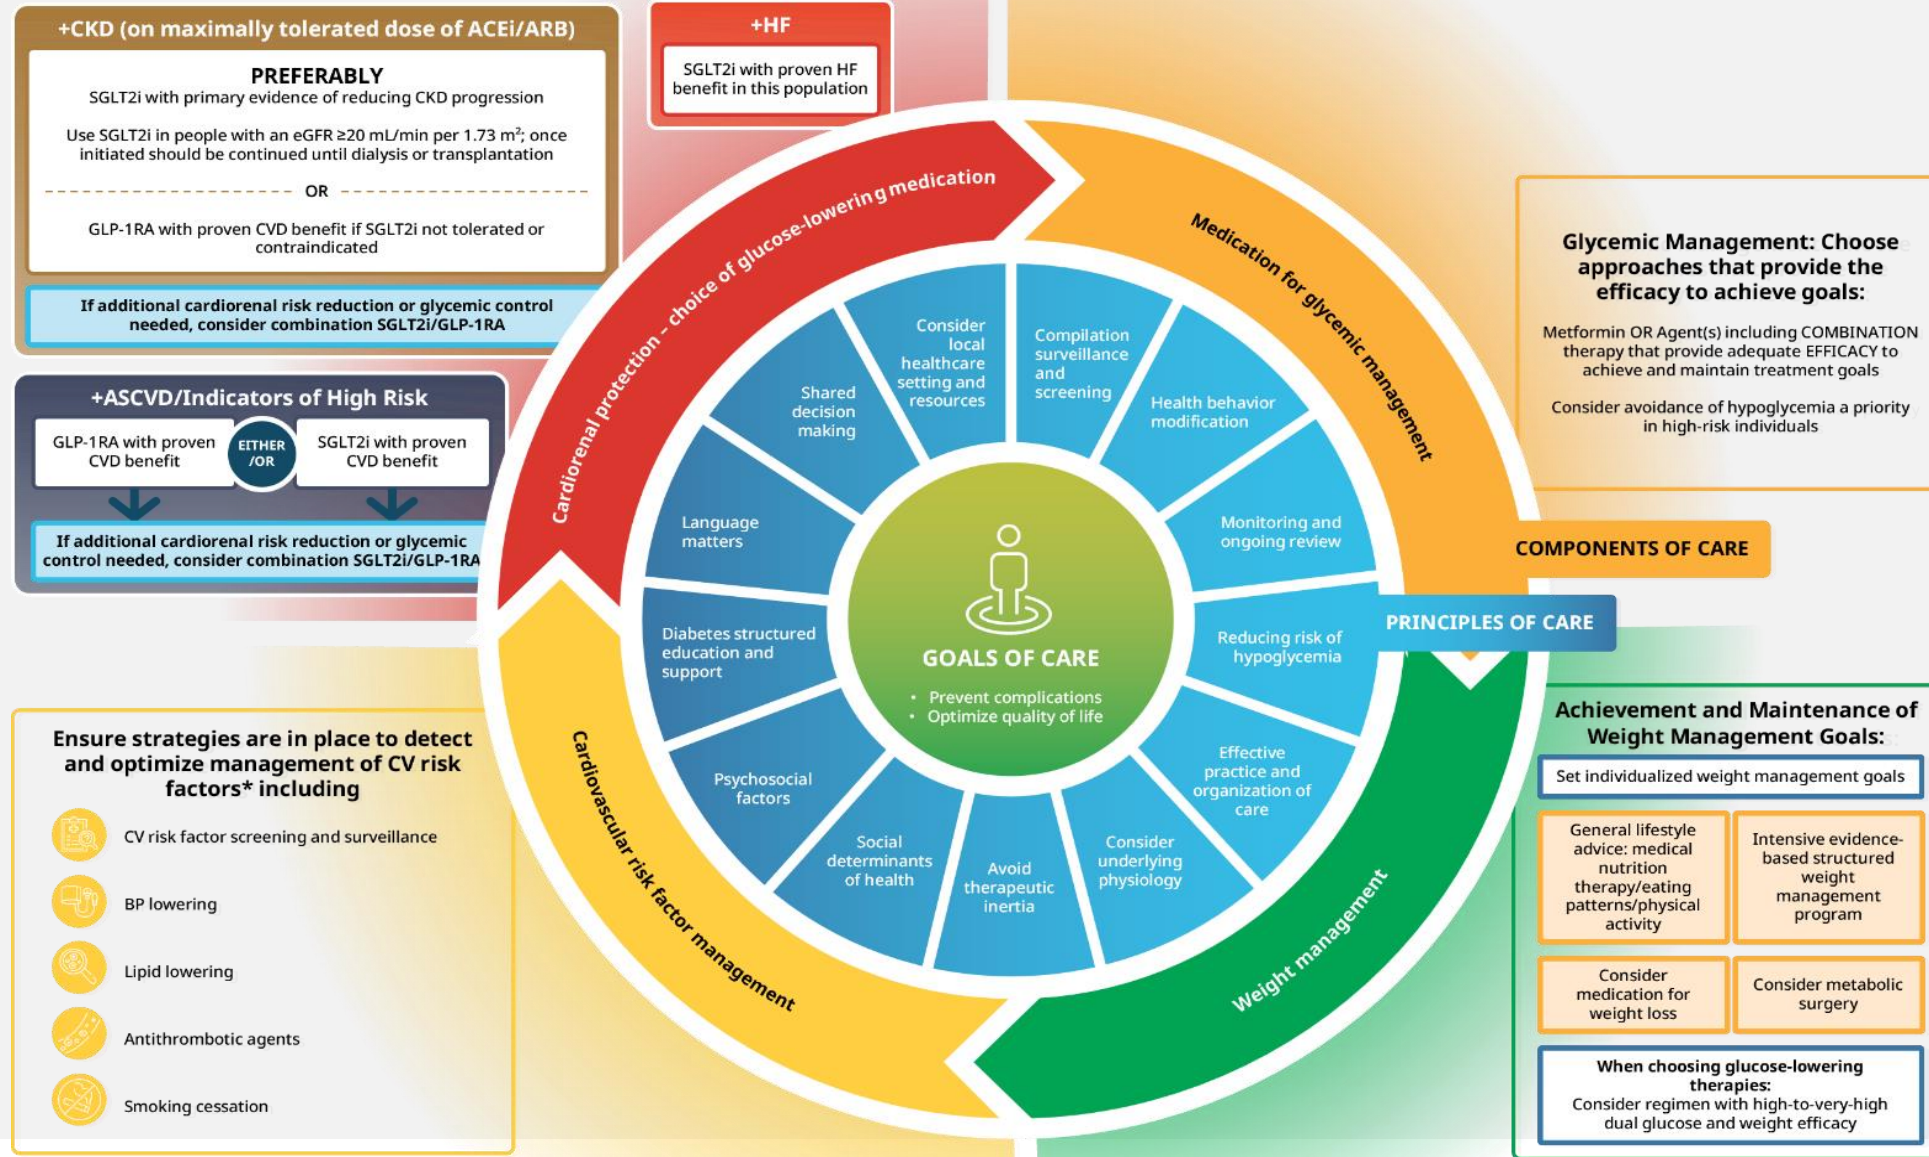 +CKD (on maximally tolerated dose of ACEi/ARB)
PREFERABLY
SGLT2i with primary evidence of reducing CKD progression
Use SGLT2i in people with an eGFR ≥20 mL/min per 1.73 m²; once
initiated should be continued until dialysis or transplantation
OR
GLP-1RA with proven CVD benefit if SGLT2i not tolerated or
contraindicated
If additional cardiorenal risk reduction or glycemic control
needed, consider combination SGLT2i/GLP-1RA
+HF
SGLT2i with proven HF
benefit in this population
+ASCVD/Indicators of High Risk
GLP-1RA with proven
CVD benefit
EITHER
/OR
SGLT2i with proven
CVD benefit
If additional cardiorenal risk reduction or glycemic
control needed, consider combination SGLT2i/GLP-1RA
Cardiorenal protection – choice of glucose-lowering medication
Medication for glycemic management
Weight management
Cardiovascular risk factor management
Glycemic Management: Choose
approaches that provide the
efficacy to achieve goals:
Metformin OR Agent(s) including COMBINATION
therapy that provide adequate EFFICACY to
achieve and maintain treatment goals
Consider avoidance of hypoglycemia a priority
in high-risk individuals
COMPONENTS OF CARE
PRINCIPLES OF CARE
Compilation
surveillance
and
screening
Health behavior
modification
Monitoring and
ongoing review
Reducing risk of
hypoglycemia
Effective
practice and
organization of
care
Consider
underlying
physiology
Avoid
therapeutic
inertia
Social
determinants
of health
Psychosocial
factors
Diabetes structured
education and
support
Language
matters
Shared
decision
making
Consider
local
healthcare
setting and
resources
GOALS OF CARE
• Prevent complications
• Optimize quality of life
Ensure strategies are in place to detect
and optimize management of CV risk
factors* including
CV risk factor screening and surveillance
BP lowering
Lipid lowering
Antithrombotic agents
Smoking cessation
Achievement and Maintenance of
Weight Management Goals:
Set individualized weight management goals
General lifestyle
advice: medical
nutrition
therapy/eating
patterns/physical
activity
Intensive evidence-
based structured
weight
management
program
Consider
medication for
weight loss
Consider metabolic
surgery
When choosing glucose-lowering
therapies:
Consider regimen with high-to-very-high
dual glucose and weight efficacy